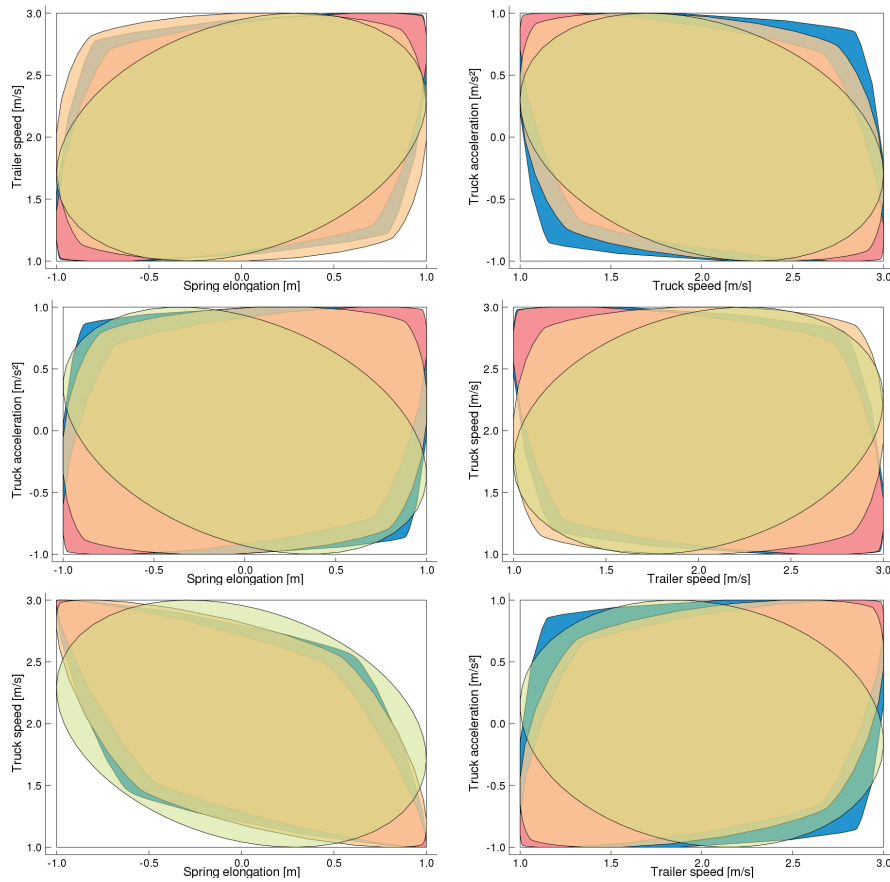 Trailer speed [m/s]
3.0
2.5
2.0
1.5
1.0
-1.0 -0.5 0.0 0.5 1.0
Spring elongation [m]
Truck acceleration [m/s²]
1.0
0.5
0.0
-0.5
-1.0
1.0 1.5 2.0 2.5 3.0
Truck speed [m/s]
Truck acceleration [m/s²]
1.0
0.5
0.0
-0.5
-1.0
-1.0 -0.5 0.0 0.5 1.0
Spring elongation [m]
Truck speed [m/s]
3.0
2.5
2.0
1.5
1.0
1.0 1.5 2.0 2.5 3.0
Trailer speed [m/s]
Truck speed [m/s]
3.0
2.5
2.0
1.5
1.0
-1.0 -0.5 0.0 0.5 1.0
Spring elongation [m]
Truck acceleration [m/s²]
1.0
0.5
0.0
-0.5
-1.0
1.0 1.5 2.0 2.5 3.0
Trailer speed [m/s]